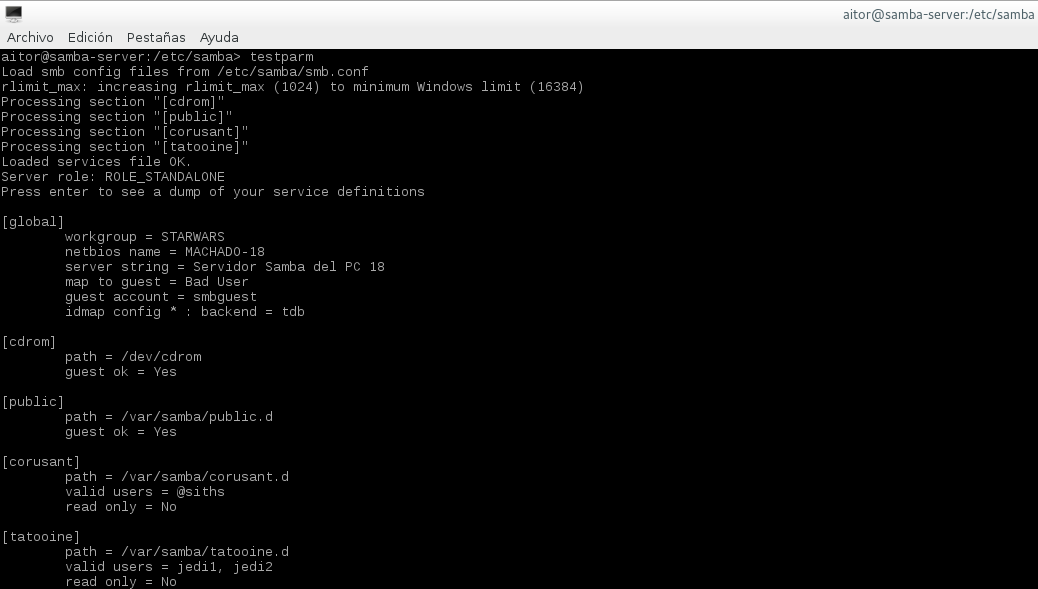 aitor@samba-server:/etc/samba
Archivo Edición Pestañas Ayuda
aitor@samba-server:/etc/samba> testparm
Load smb config files from /etc/samba/smb.conf
rlimit_max: increasing rlimit_max (1024) to minimum Windows limit (16384)
Processing section "[cdrom]"
Processing section "[public]"
Processing section "[corusant]"
Processing section "[tatooine]"
Loaded services file OK.
Server role: ROLE_STANDALONE
Press enter to see a dump of your service definitions

[global]
        workgroup = STARWARS
        netbios name = MACHADO-18
        server string = Servidor Samba del PC 18
        map to guest = Bad User
        guest account = smbguest
        idmap config * : backend = tdb

[cdrom]
        path = /dev/cdrom
        guest ok = Yes

[public]
        path = /var/samba/public.d
        guest ok = Yes

[corusant]
        path = /var/samba/corusant.d
        valid users = @siths
        read only = No

[tatooine]
        path = /var/samba/tatooine.d
        valid users = jedi1, jedi2
        read only = No